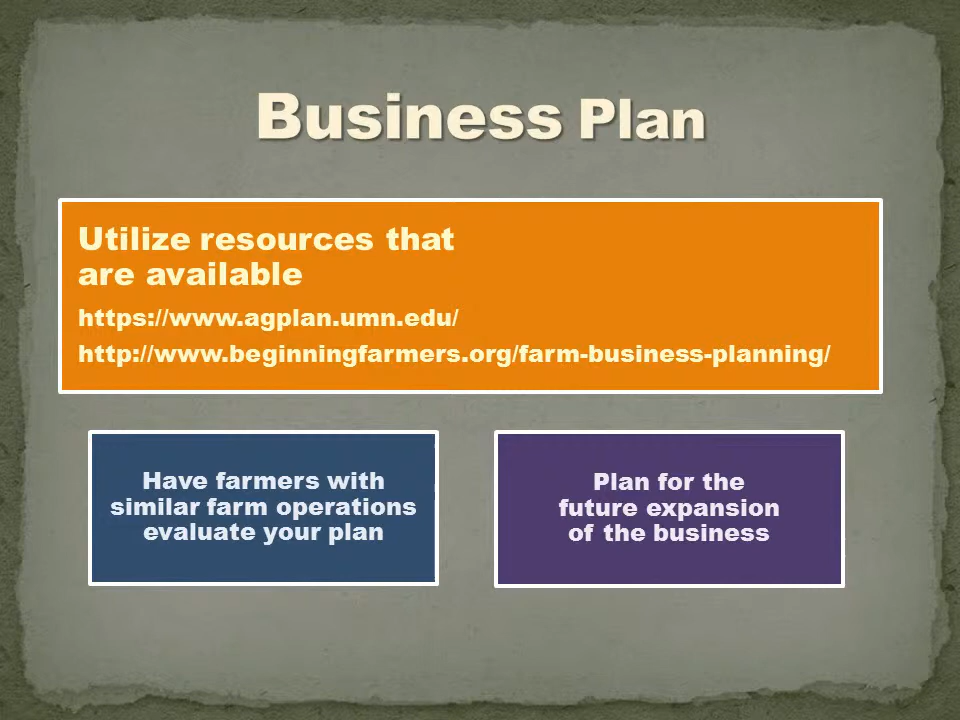 Business Plan
Utilize resources that
are available
https://www.agplan.umn.edu/
http://www.beginningfarmers.org/farm-business-planning/
Have farmers with
similar farm operations
evaluate your plan
Plan for the
future expansion
of the business